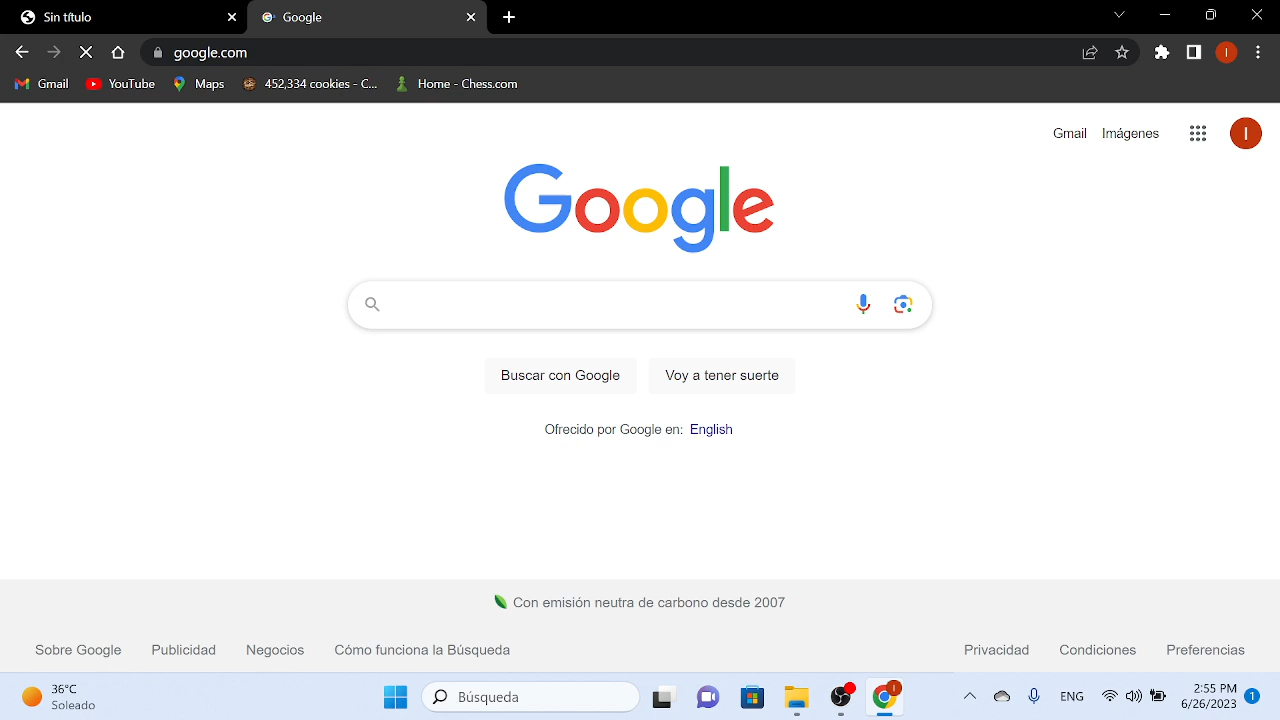 Sin título
Google
google.com
Gmail
YouTube
Maps
452,334 cookies - C...
Home - Chess.com
I
Gmail
Imágenes
I
Google
Buscar con Google
Voy a tener suerte
Ofrecido por Google en: English
Con emisión neutra de carbono desde 2007
Sobre Google
Publicidad
Negocios
Cómo funciona la Búsqueda
Privacidad
Condiciones
Preferencias
36°C
Soleado
Búsqueda
I
ENG
2:55 PM
6/26/2023
1